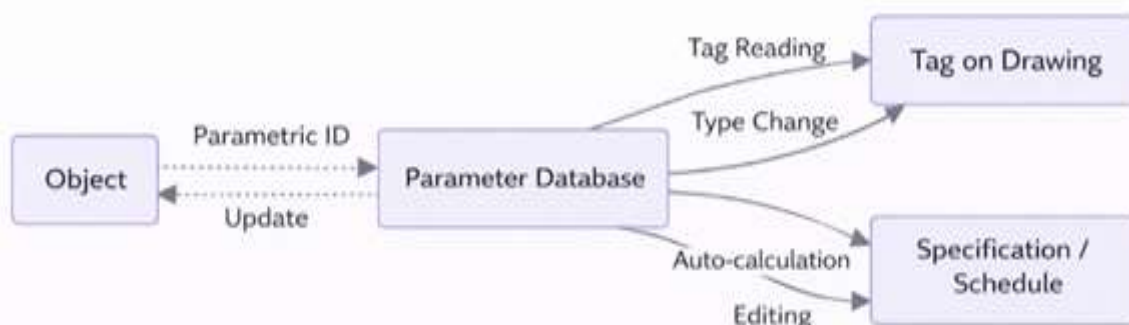 Tag Reading
Tag on Drawing
Type Change
Parametric ID
Object
Parameter Database
Update
Auto-calculation
Specification /
Schedule
Editing